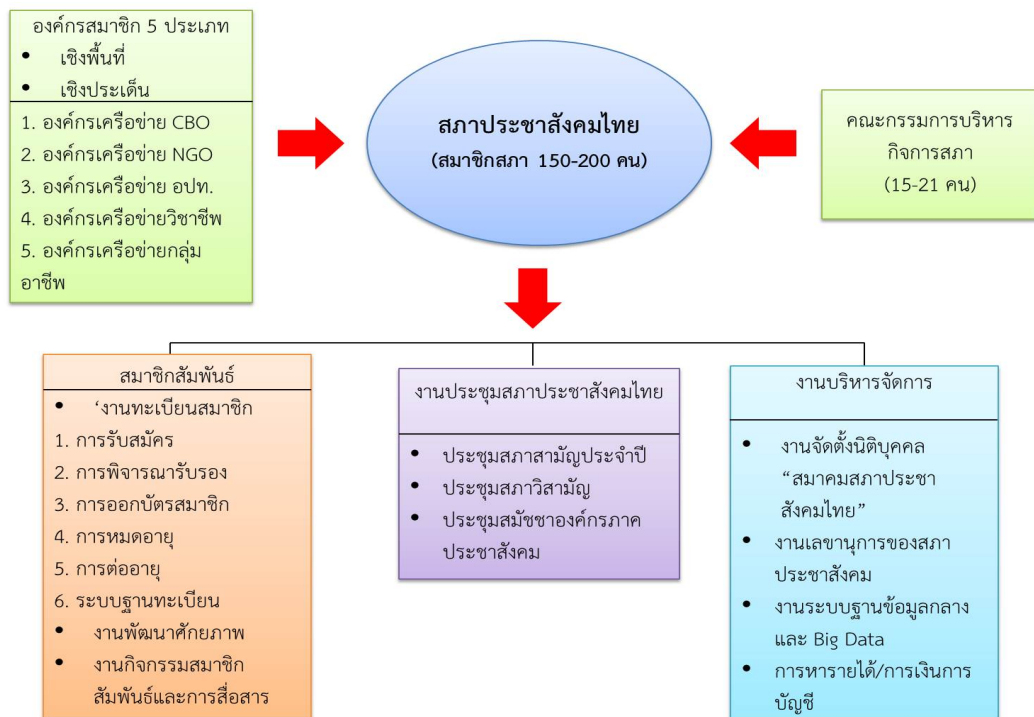 องค์กรสมาชิก 5 ประเภท
• เชิงพื้นที่
• เชิงประเด็น
1. องค์กรเครือข่าย CBO
2. องค์กรเครือข่าย NGO
3. องค์กรเครือข่าย อปท.
4. องค์กรเครือข่ายวิชาชีพ
5. องค์กรเครือข่ายกลุ่ม
อาชีพ
สภาประชาสังคมไทย
(สมาชิกสภา 150-200 คน)
คณะกรรมการบริหาร
กิจการสภา
(15-21 คน)
สมาชิกสัมพันธ์
• ‘งานทะเบียนสมาชิก
1. การรับสมัคร
2. การพิจารณารับรอง
3. การออกบัตรสมาชิก
4. การหมดอายุ
5. การต่ออายุ
6. ระบบฐานทะเบียน
• งานพัฒนาศักยภาพ
• งานกิจกรรมสมาชิก
สัมพันธ์และการสื่อสาร
งานประชุมสภาประชาสังคมไทย
• ประชุมสภาสามัญประจำปี
• ประชุมสภาวิสามัญ
• ประชุมสมัชชาองค์กรภาค
ประชาสังคม
งานบริหารจัดการ
• งานจัดตั้งนิติบุคคล
“สมาคมสภาประชา
สังคมไทย”
• งานเลขานุการของสภา
ประชาสังคม
• งานระบบฐานข้อมูลกลาง
และ Big Data
• การหารายได้/การเงินการ
บัญชี